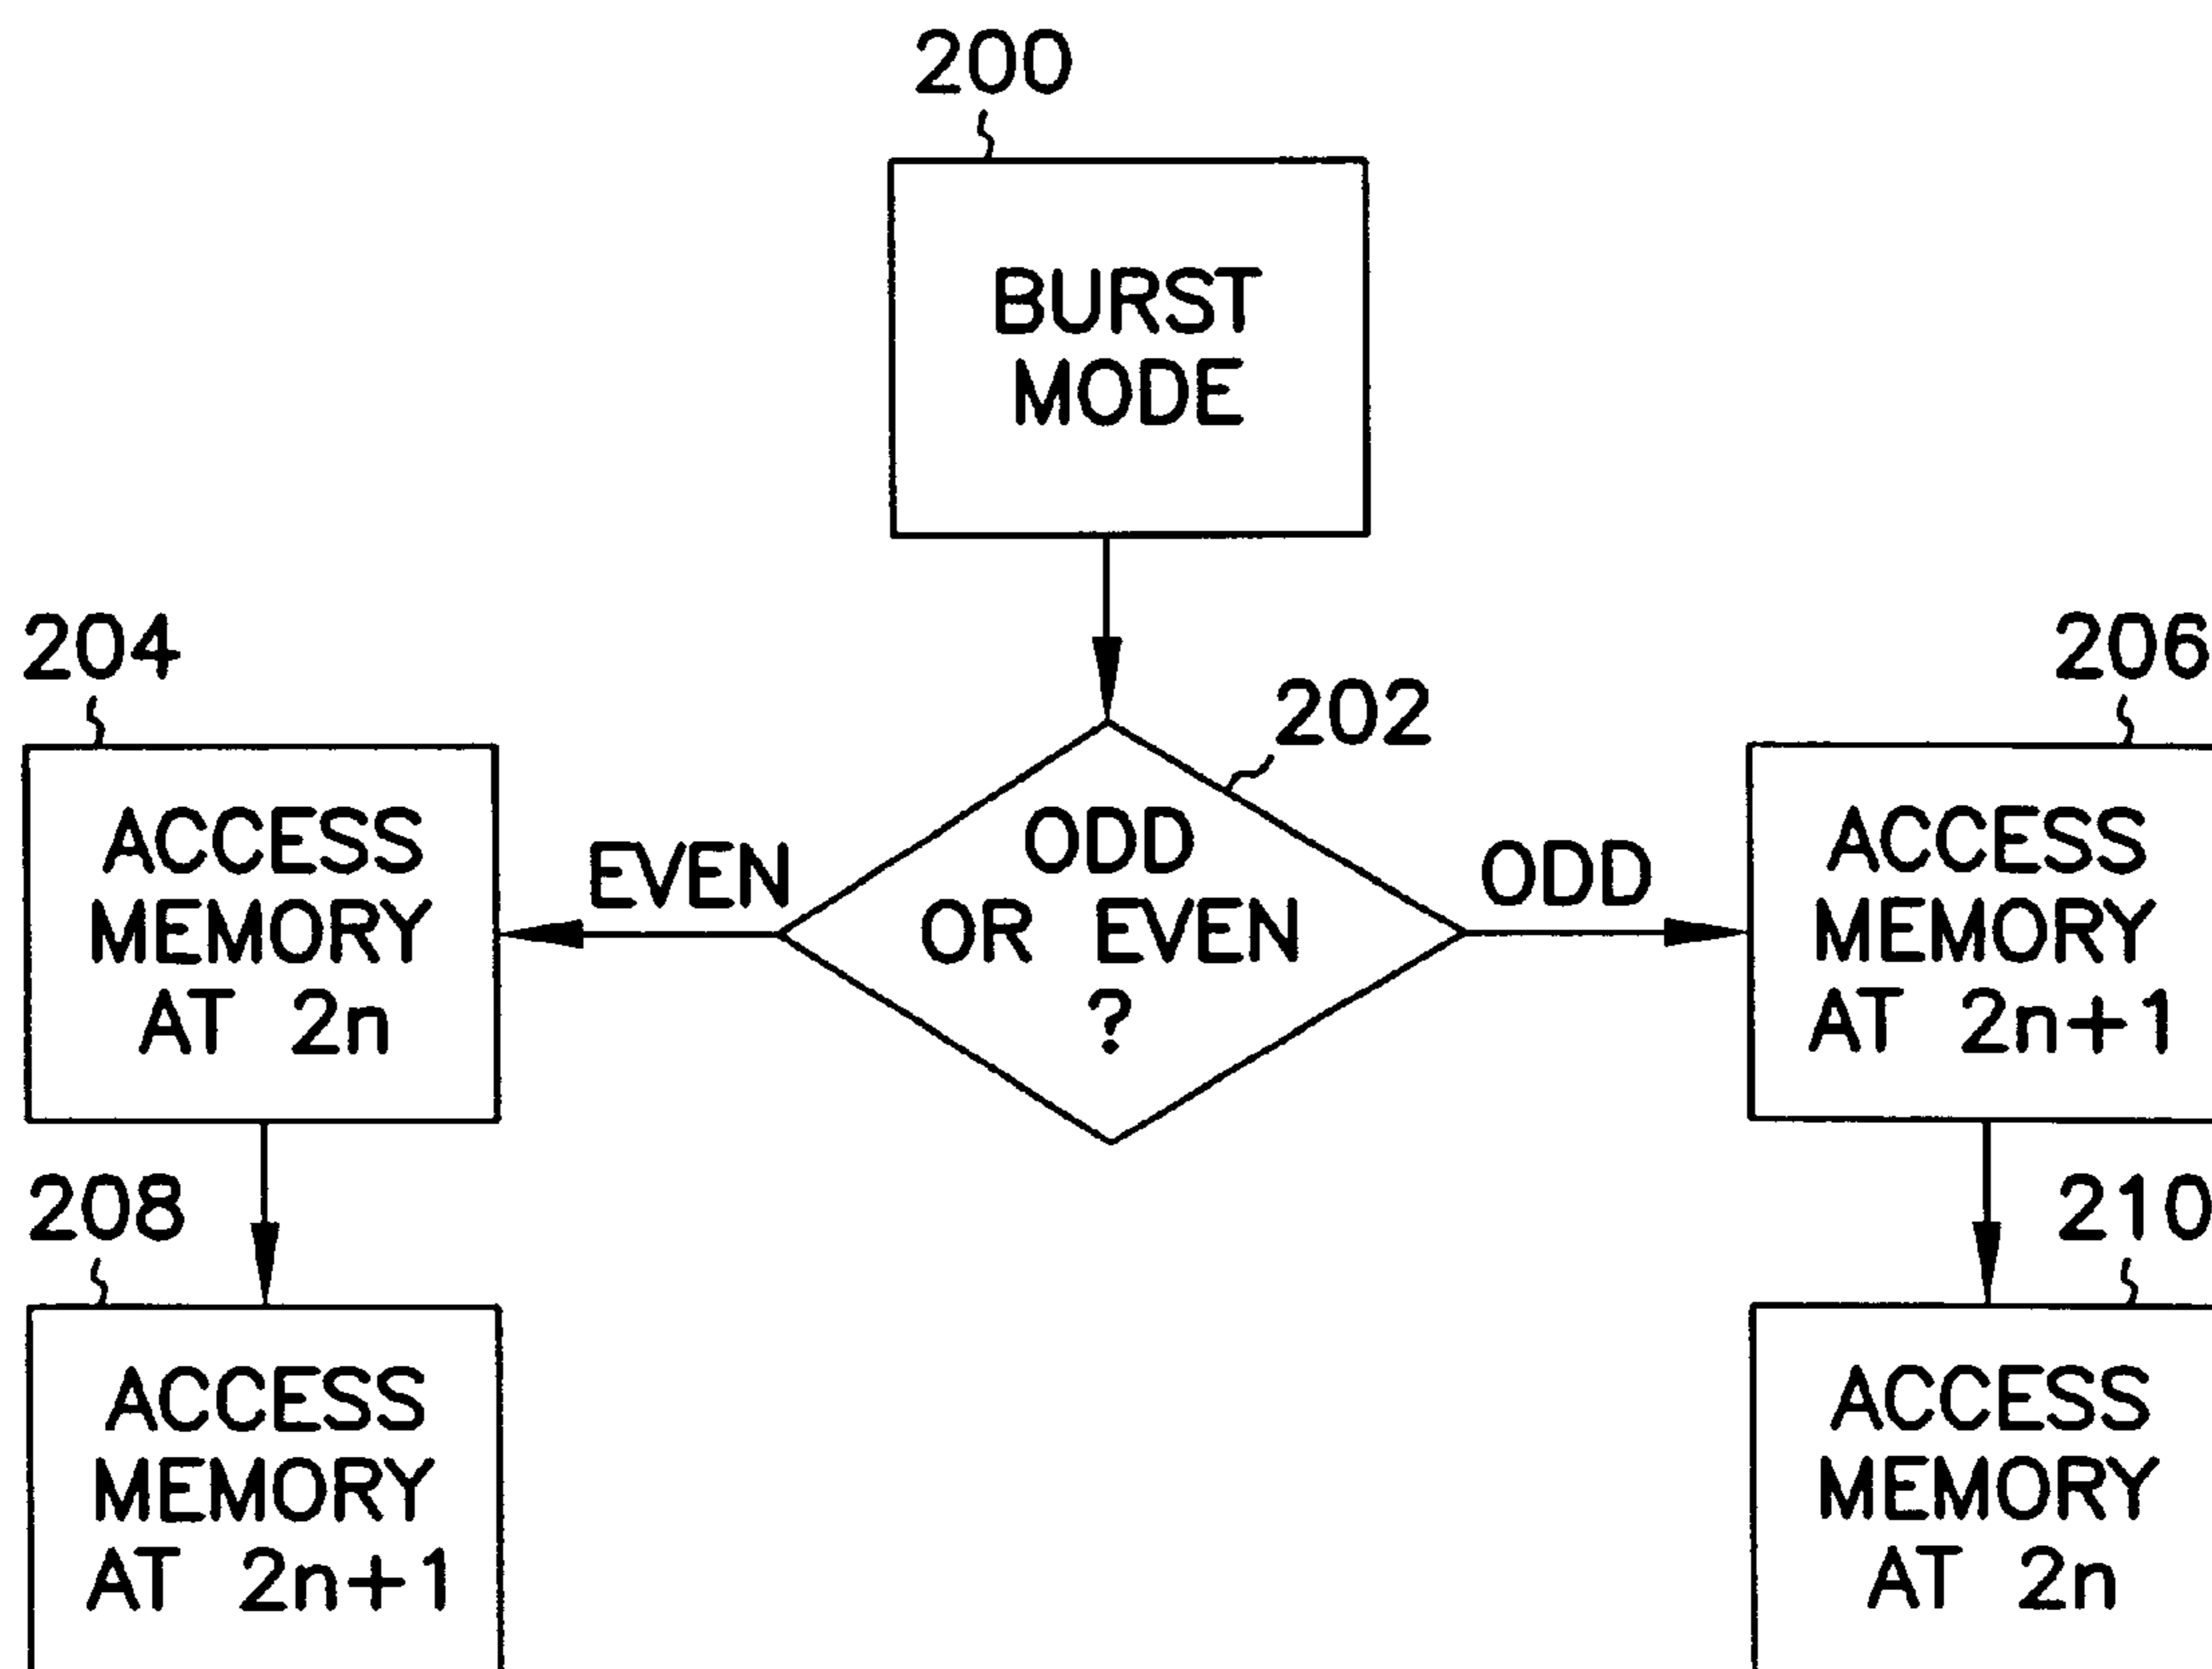 200
BURST
MODE
204
206
202
ACCESS
MEMORY
AT 2n
EVEN
ODD
OR EVEN
?
ODD
ACCESS
MEMORY
AT 2n+1
208
210
ACCESS
MEMORY
AT 2n+1
ACCESS
MEMORY
AT 2n